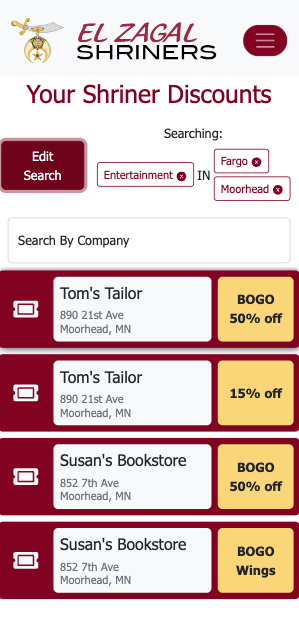 EL ZAGAL
SHRINERS
Your Shriner Discounts
Searching:
Edit
Search
Entertainment x IN
Fargo x
Moorhead x
Search By Company
Tom's Tailor
890 21st Ave
Moorhead, MN
BOGO
50% off
Tom's Tailor
890 21st Ave
Moorhead, MN
15% off
Susan's Bookstore
852 7th Ave
Moorhead, MN
BOGO
50% off
Susan's Bookstore
852 7th Ave
Moorhead, MN
BOGO
Wings